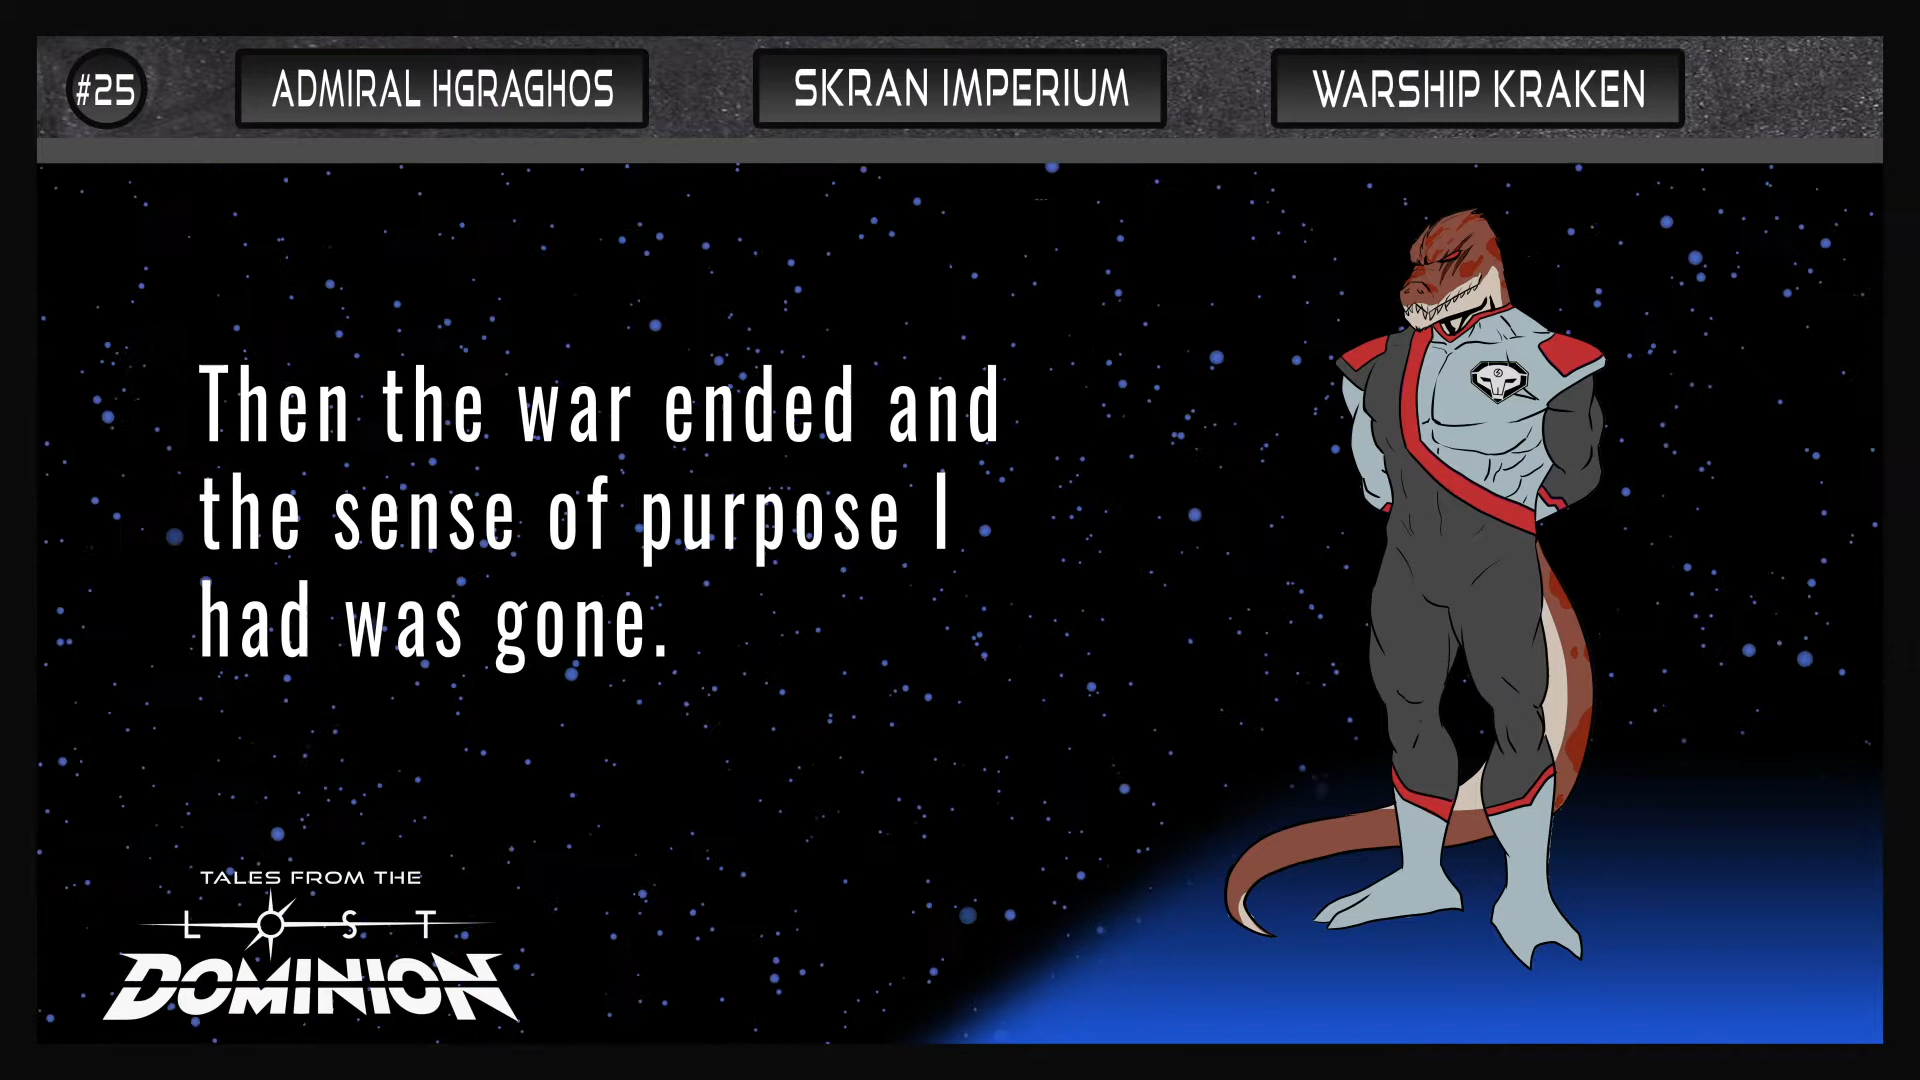 #25
ADMIRAL HGRAGHOS
SKRAN IMPERIUM
WARSHIP KRAKEN
Then the war ended and
the sense of purpose I
had was gone.
TALES FROM THE
LOST
DOMINION